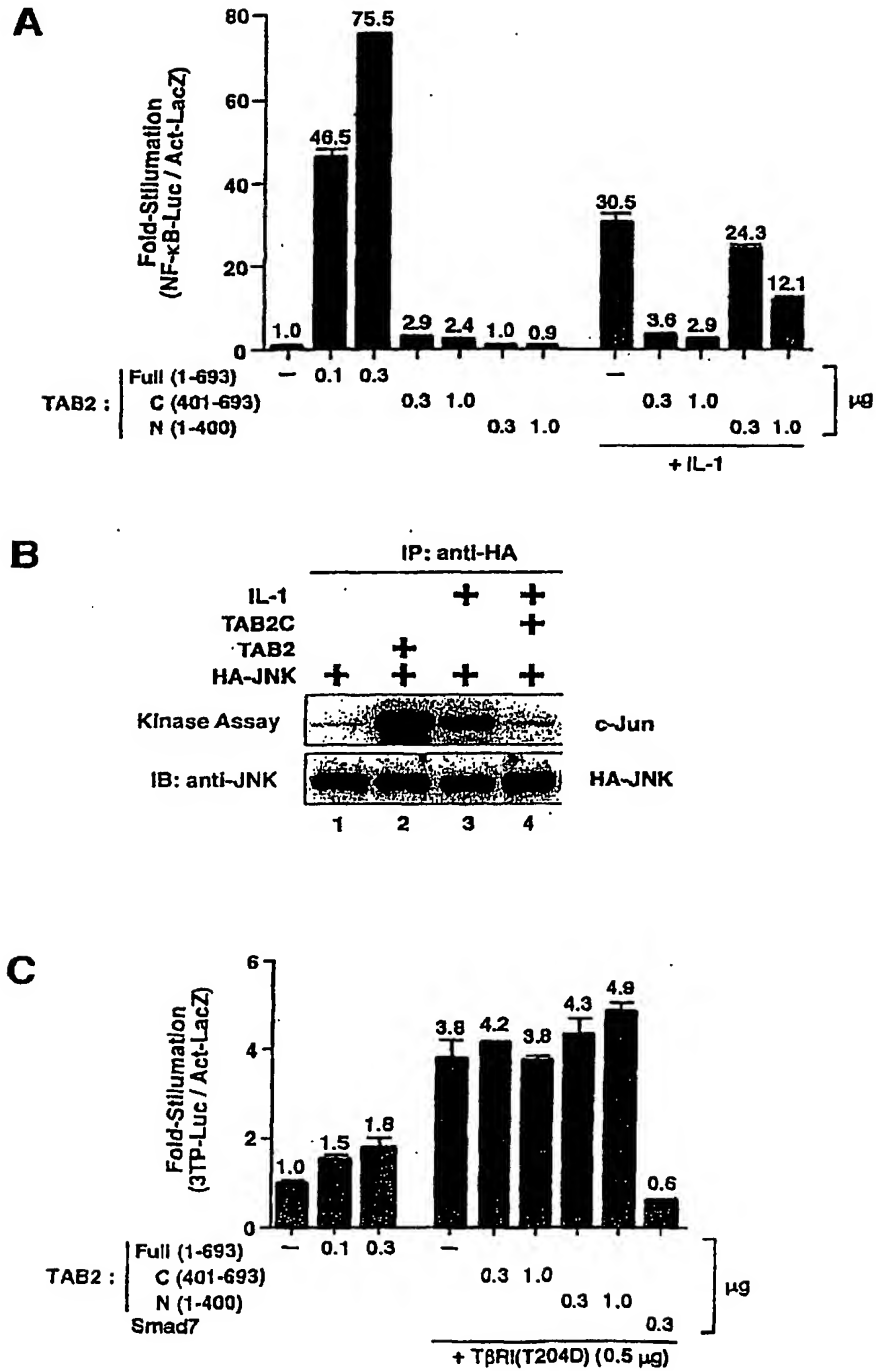 A
Fold-Stilumation
(NF-κB-Luc / Act-LacZ)
80
60
40
20
0
1.0
46.5
75.5
2.9
2.4
1.0
0.9
30.5
3.6
2.9
24.3
12.1
TAB2 :
Full (1-693) — 0.1 0.3 —
C (401-693) 0.3 1.0 0.3 1.0
N (1-400) 0.3 1.0 0.3 1.0
μg
+ IL-1
B
IP: anti-HA
IL-1 + +
TAB2C +
TAB2 +
HA-JNK + + + +
Kinase Assay c-Jun
IB: anti-JNK HA-JNK
1 2 3 4
C
Fold-Stilumation
(3TP-Luc / Act-LacZ)
6
4
2
0
1.0
1.5
1.8
3.8
4.2
3.8
4.3
4.9
0.6
TAB2 :
Full (1-693) — 0.1 0.3 —
C (401-693) 0.3 1.0
N (1-400) 0.3 1.0
Smad7 0.3
μg
+ TβRI(T204D) (0.5 μg)